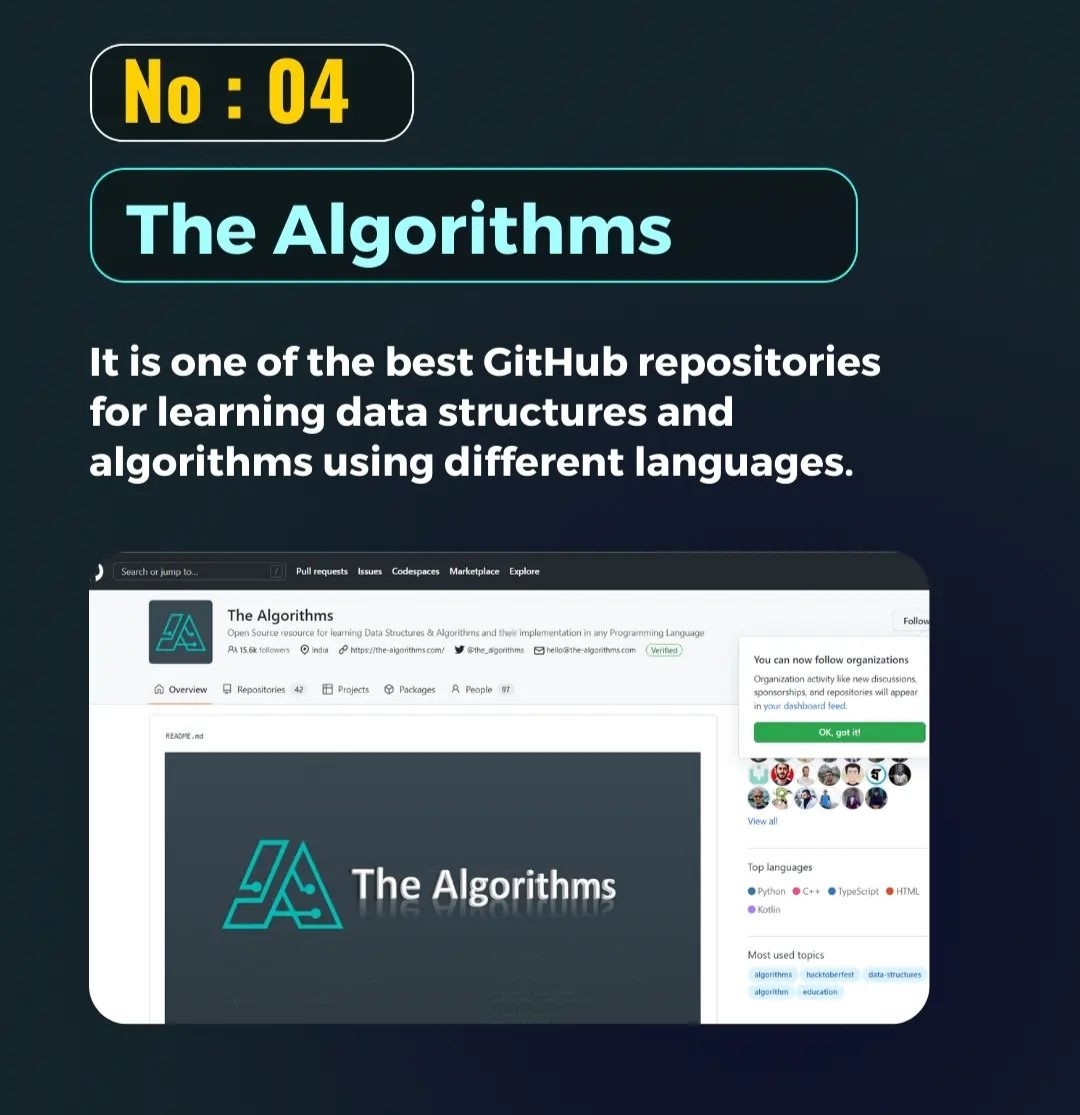 No : 04
The Algorithms
It is one of the best GitHub repositories
for learning data structures and
algorithms using different languages.
Search or jump to... /
Pull requests Issues Codespaces Marketplace Explore
The Algorithms
Open Source resource for learning Data Structures & Algorithms and their implementation in any Programming Language
15.6k followers India https://the-algorithms.com/ @the_algorithms hello@the-algorithms.com Verified
Follow
You can now follow organizations
Organization activity like new discussions,
sponsorships, and repositories will appear
in your dashboard feed.
OK, got it!
Overview Repositories 42 Projects Packages People 97
README.md
The Algorithms
View all
Top languages
Python C++ TypeScript HTML
Kotlin
Most used topics
algorithms hacktoberfest data-structures
algorithm education